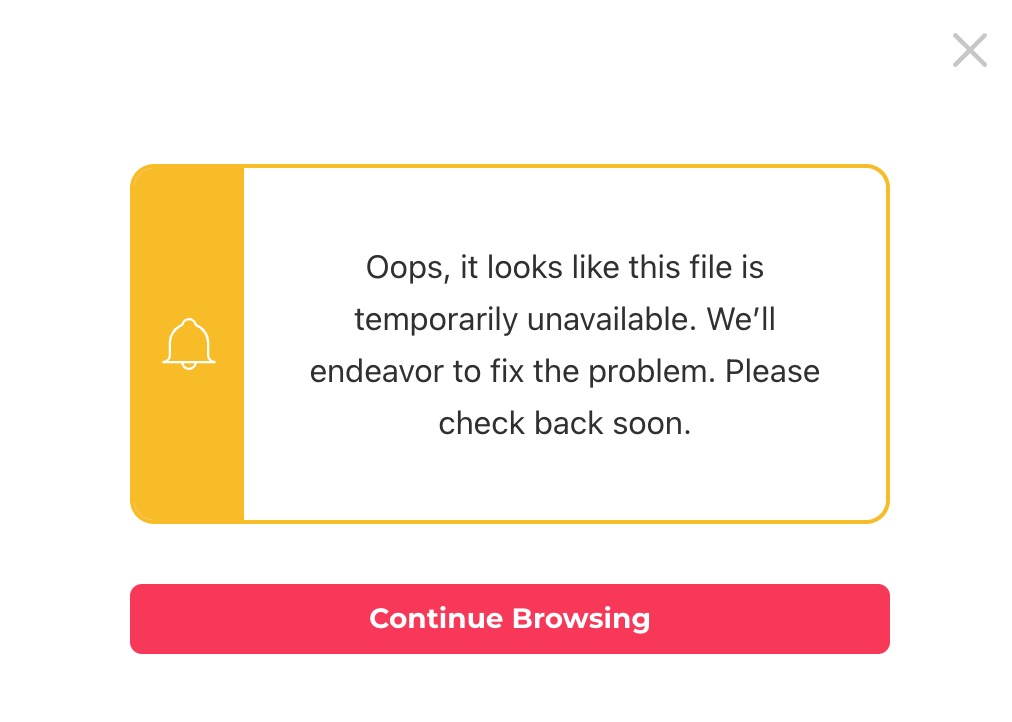 Oops, it looks like this file is
temporarily unavailable. We’ll
endeavor to fix the problem. Please
check back soon.
Continue Browsing